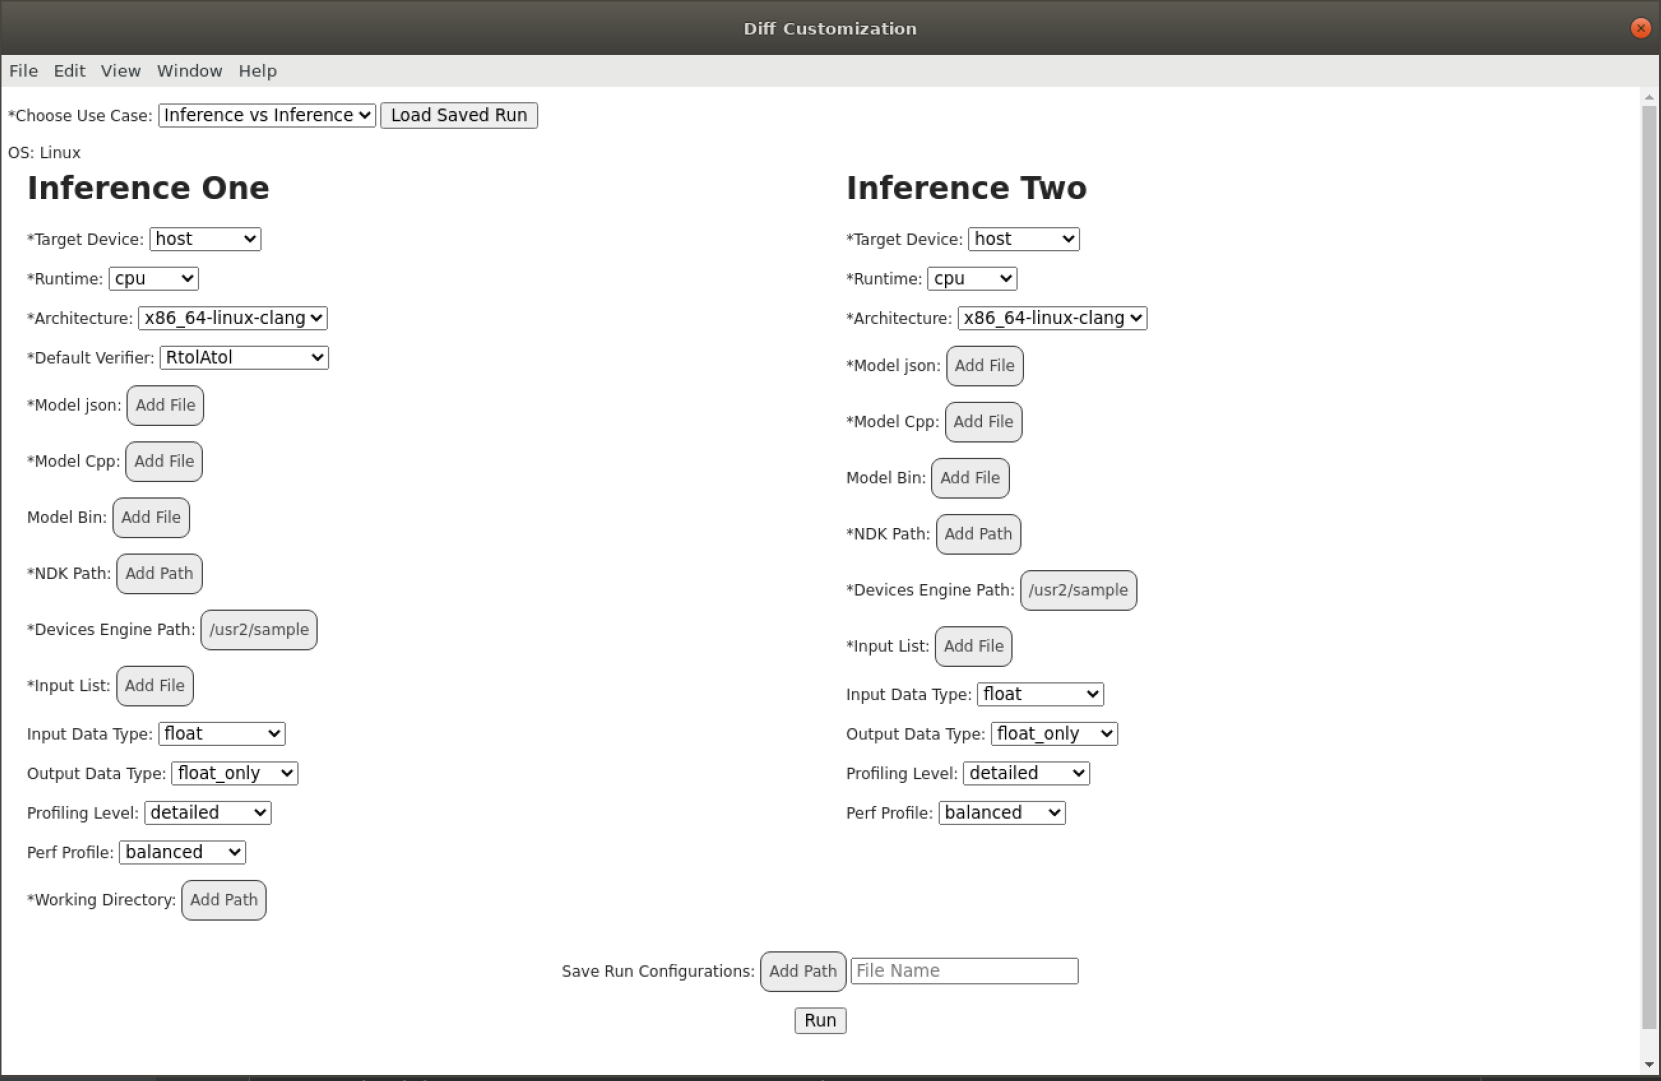 Diff Customization
File Edit View Window Help
*Choose Use Case: Inference vs Inference Load Saved Run
OS: Linux
Inference One
*Target Device: host
*Runtime: cpu
*Architecture: x86_64-linux-clang
*Default Verifier: RtolAtol
*Model json: Add File
*Model Cpp: Add File
Model Bin: Add File
*NDK Path: Add Path
*Devices Engine Path: /usr2/sample
*Input List: Add File
Input Data Type: float
Output Data Type: float_only
Profiling Level: detailed
Perf Profile: balanced
*Working Directory: Add Path
Inference Two
*Target Device: host
*Runtime: cpu
*Architecture: x86_64-linux-clang
*Model json: Add File
*Model Cpp: Add File
Model Bin: Add File
*NDK Path: Add Path
*Devices Engine Path: /usr2/sample
*Input List: Add File
Input Data Type: float
Output Data Type: float_only
Profiling Level: detailed
Perf Profile: balanced
Save Run Configurations: Add Path File Name
Run